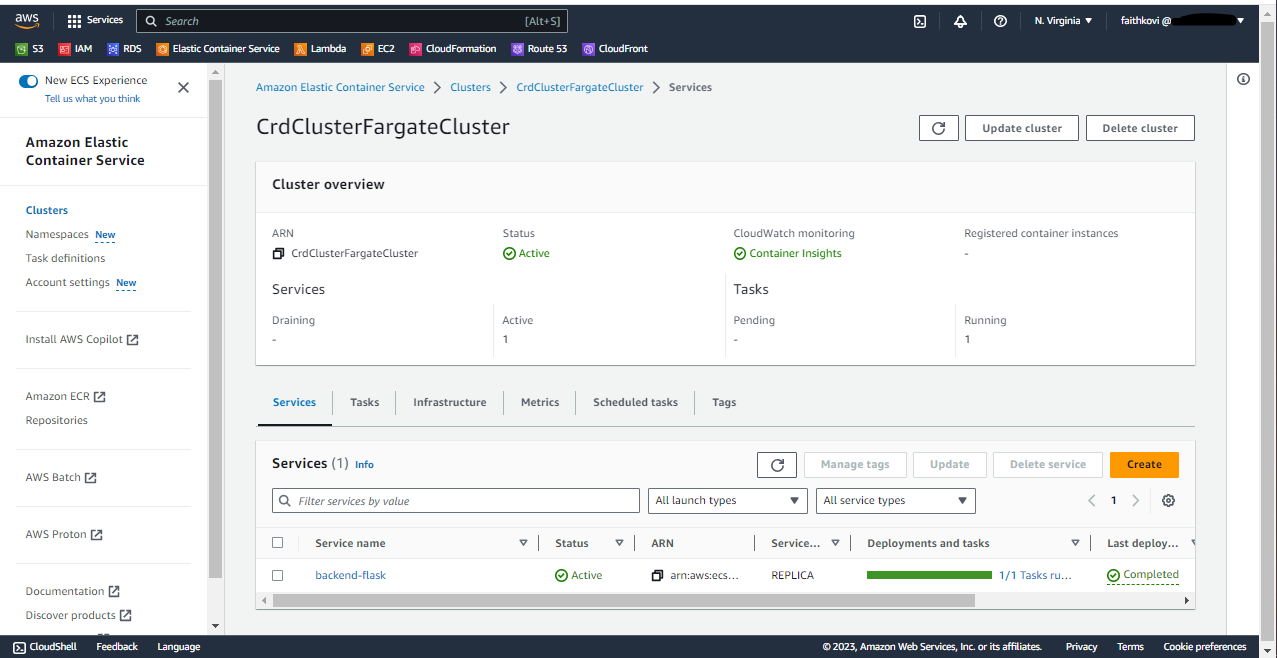 aws Services Search [Alt+S] N. Virginia faithkovi @
S3 IAM RDS Elastic Container Service Lambda EC2 CloudFormation Route 53 CloudFront
New ECS Experience
Tell us what you think
Amazon Elastic
Container Service
Clusters
Namespaces New
Task definitions
Account settings New
Install AWS Copilot
Amazon ECR
Repositories
AWS Batch
AWS Proton
Documentation
Discover products
Amazon Elastic Container Service Clusters CrdClusterFargateCluster Services
CrdClusterFargateCluster Update cluster Delete cluster
Cluster overview
ARN Status CloudWatch monitoring Registered container instances
CrdClusterFargateCluster Active Container Insights -
Services Tasks
Draining Active Pending Running
- 1 - 1
Services Tasks Infrastructure Metrics Scheduled tasks Tags
Services (1) Info Manage tags Update Delete service Create
Filter services by value All launch types All service types 1
Service name Status ARN Service... Deployments and tasks Last deploy...
backend-flask Active arn:aws:ecs... REPLICA 1/1 Tasks ru... Completed
CloudShell Feedback Language © 2023, Amazon Web Services, Inc. or its affiliates. Privacy Terms Cookie preferences